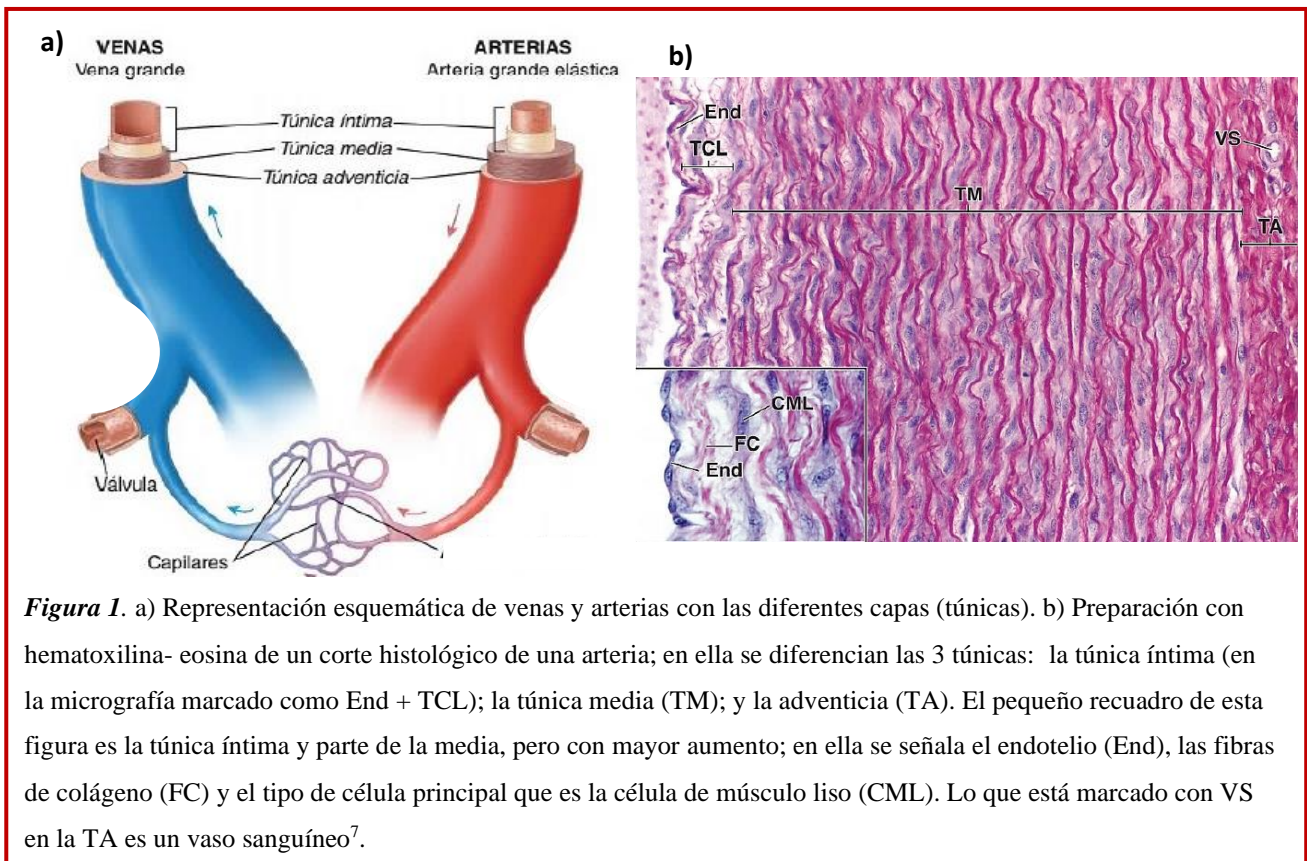 a)
VENAS
Vena grande
ARTERIAS
Arteria grande elástica
Túnica íntima
Túnica media
Túnica adventicia
Válvula
Capilares
b)
End
TCL
VS
TM
TA
CML
FC
End
Figura 1. a) Representación esquemática de venas y arterias con las diferentes capas (túnicas). b) Preparación con
hematoxilina- eosina de un corte histológico de una arteria; en ella se diferencian las 3 túnicas: la túnica íntima (en
la micrografía marcado como End + TCL); la túnica media (TM); y la adventicia (TA). El pequeño recuadro de esta
figura es la túnica íntima y parte de la media, pero con mayor aumento; en ella se señala el endotelio (End), las fibras
de colágeno (FC) y el tipo de célula principal que es la célula de músculo liso (CML). Lo que está marcado con VS
en la TA es un vaso sanguíneo7.